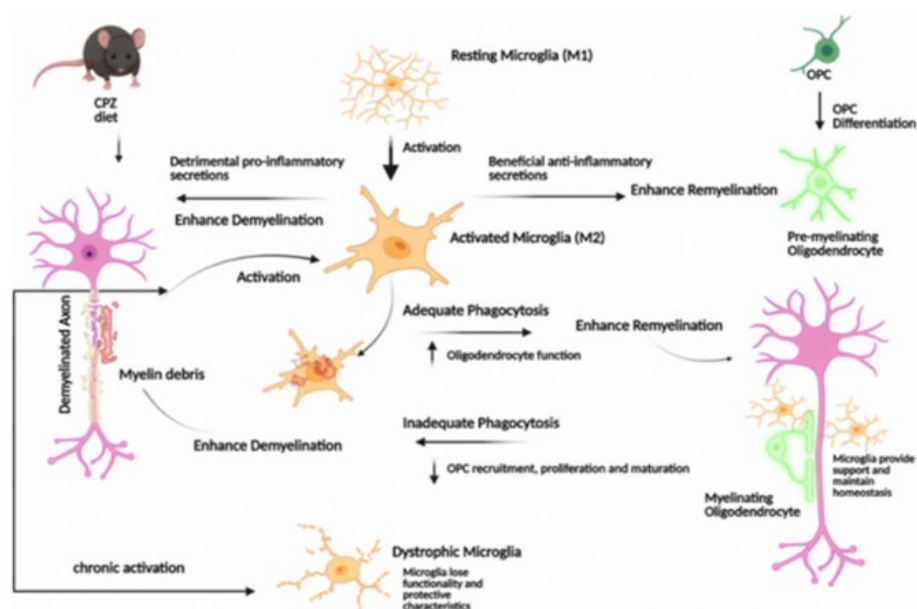 CPZ
diet
Resting Microglia (M1)
OPC
OPC
Differentiation
Activation
Detrimental pro-inflammatory
secretions
Beneficial anti-inflammatory
secretions
Enhance Demyelination
Enhance Remyelination
Activated Microglia (M2)
Pre-myelinating
Oligodendrocyte
Activation
Demyelinated Axon
Adequate Phagocytosis
Enhance Remyelination
Oligodendrocyte function
Myelin debris
Inadequate Phagocytosis
Enhance Demyelination
OPC recruitment, proliferation and maturation
Microglia provide
support and
maintain
homeostasis
Myelinating
Oligodendrocyte
Dystrophic Microglia
chronic activation
Microglia lose
functionality and
protective
characteristics